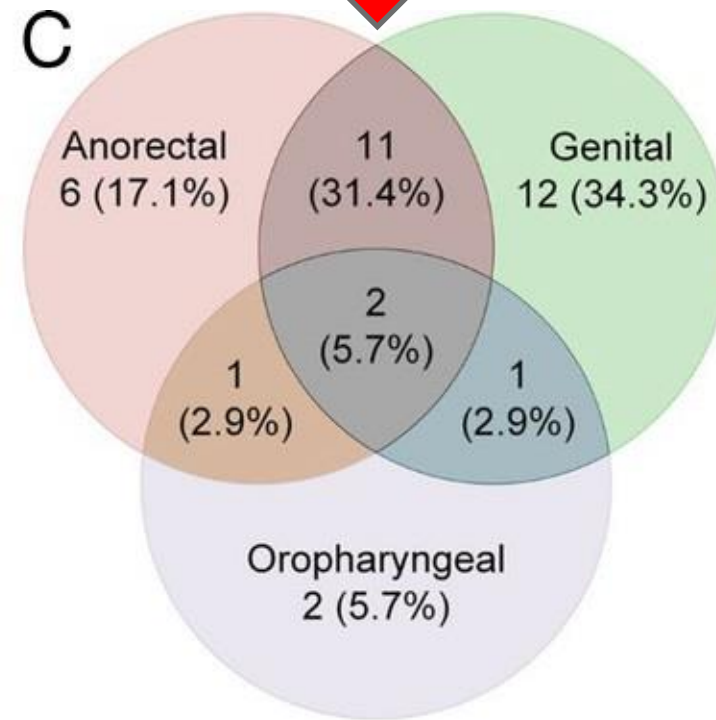 C
Anorectal
6 (17.1%)
11
(31.4%)
Genital
12 (34.3%)
2
(5.7%)
1
(2.9%)
1
(2.9%)
Oropharyngeal
2 (5.7%)